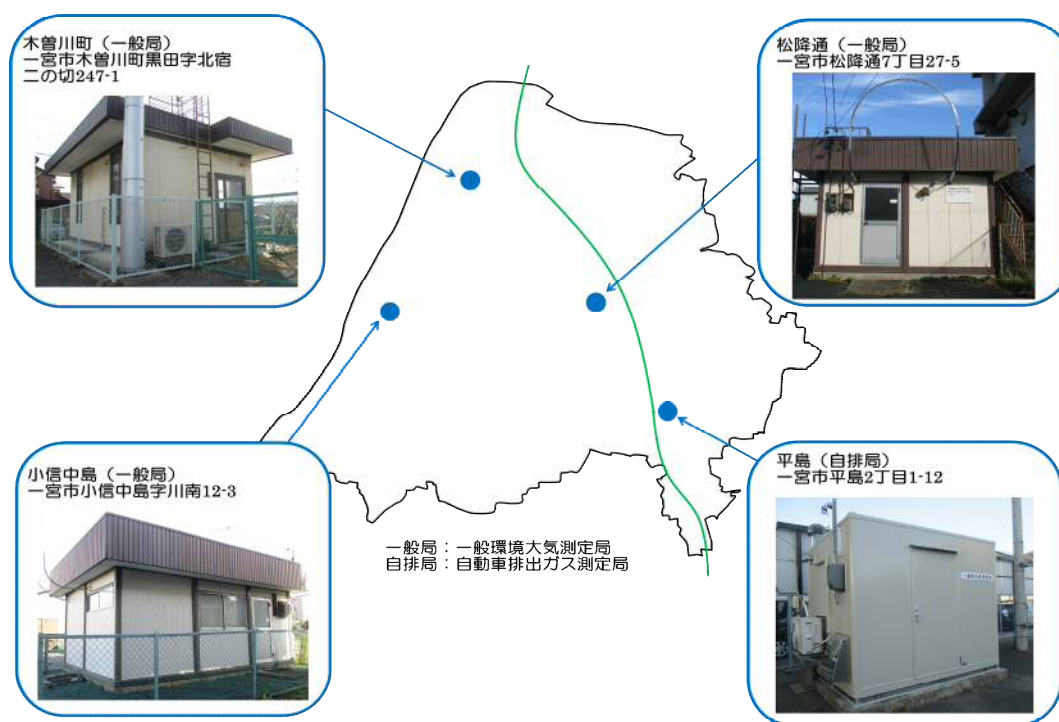 木曽川町（一般局）
一宮市木曽川町黒田字北宿
二の切247-1
松降通（一般局）
一宮市松降通7丁目27-5
小信中島（一般局）
一宮市小信中島字川南12-3
平島（自排局）
一宮市平島2丁目1-12
一般局：一般環境大気測定局
自排局：自動車排出ガス測定局